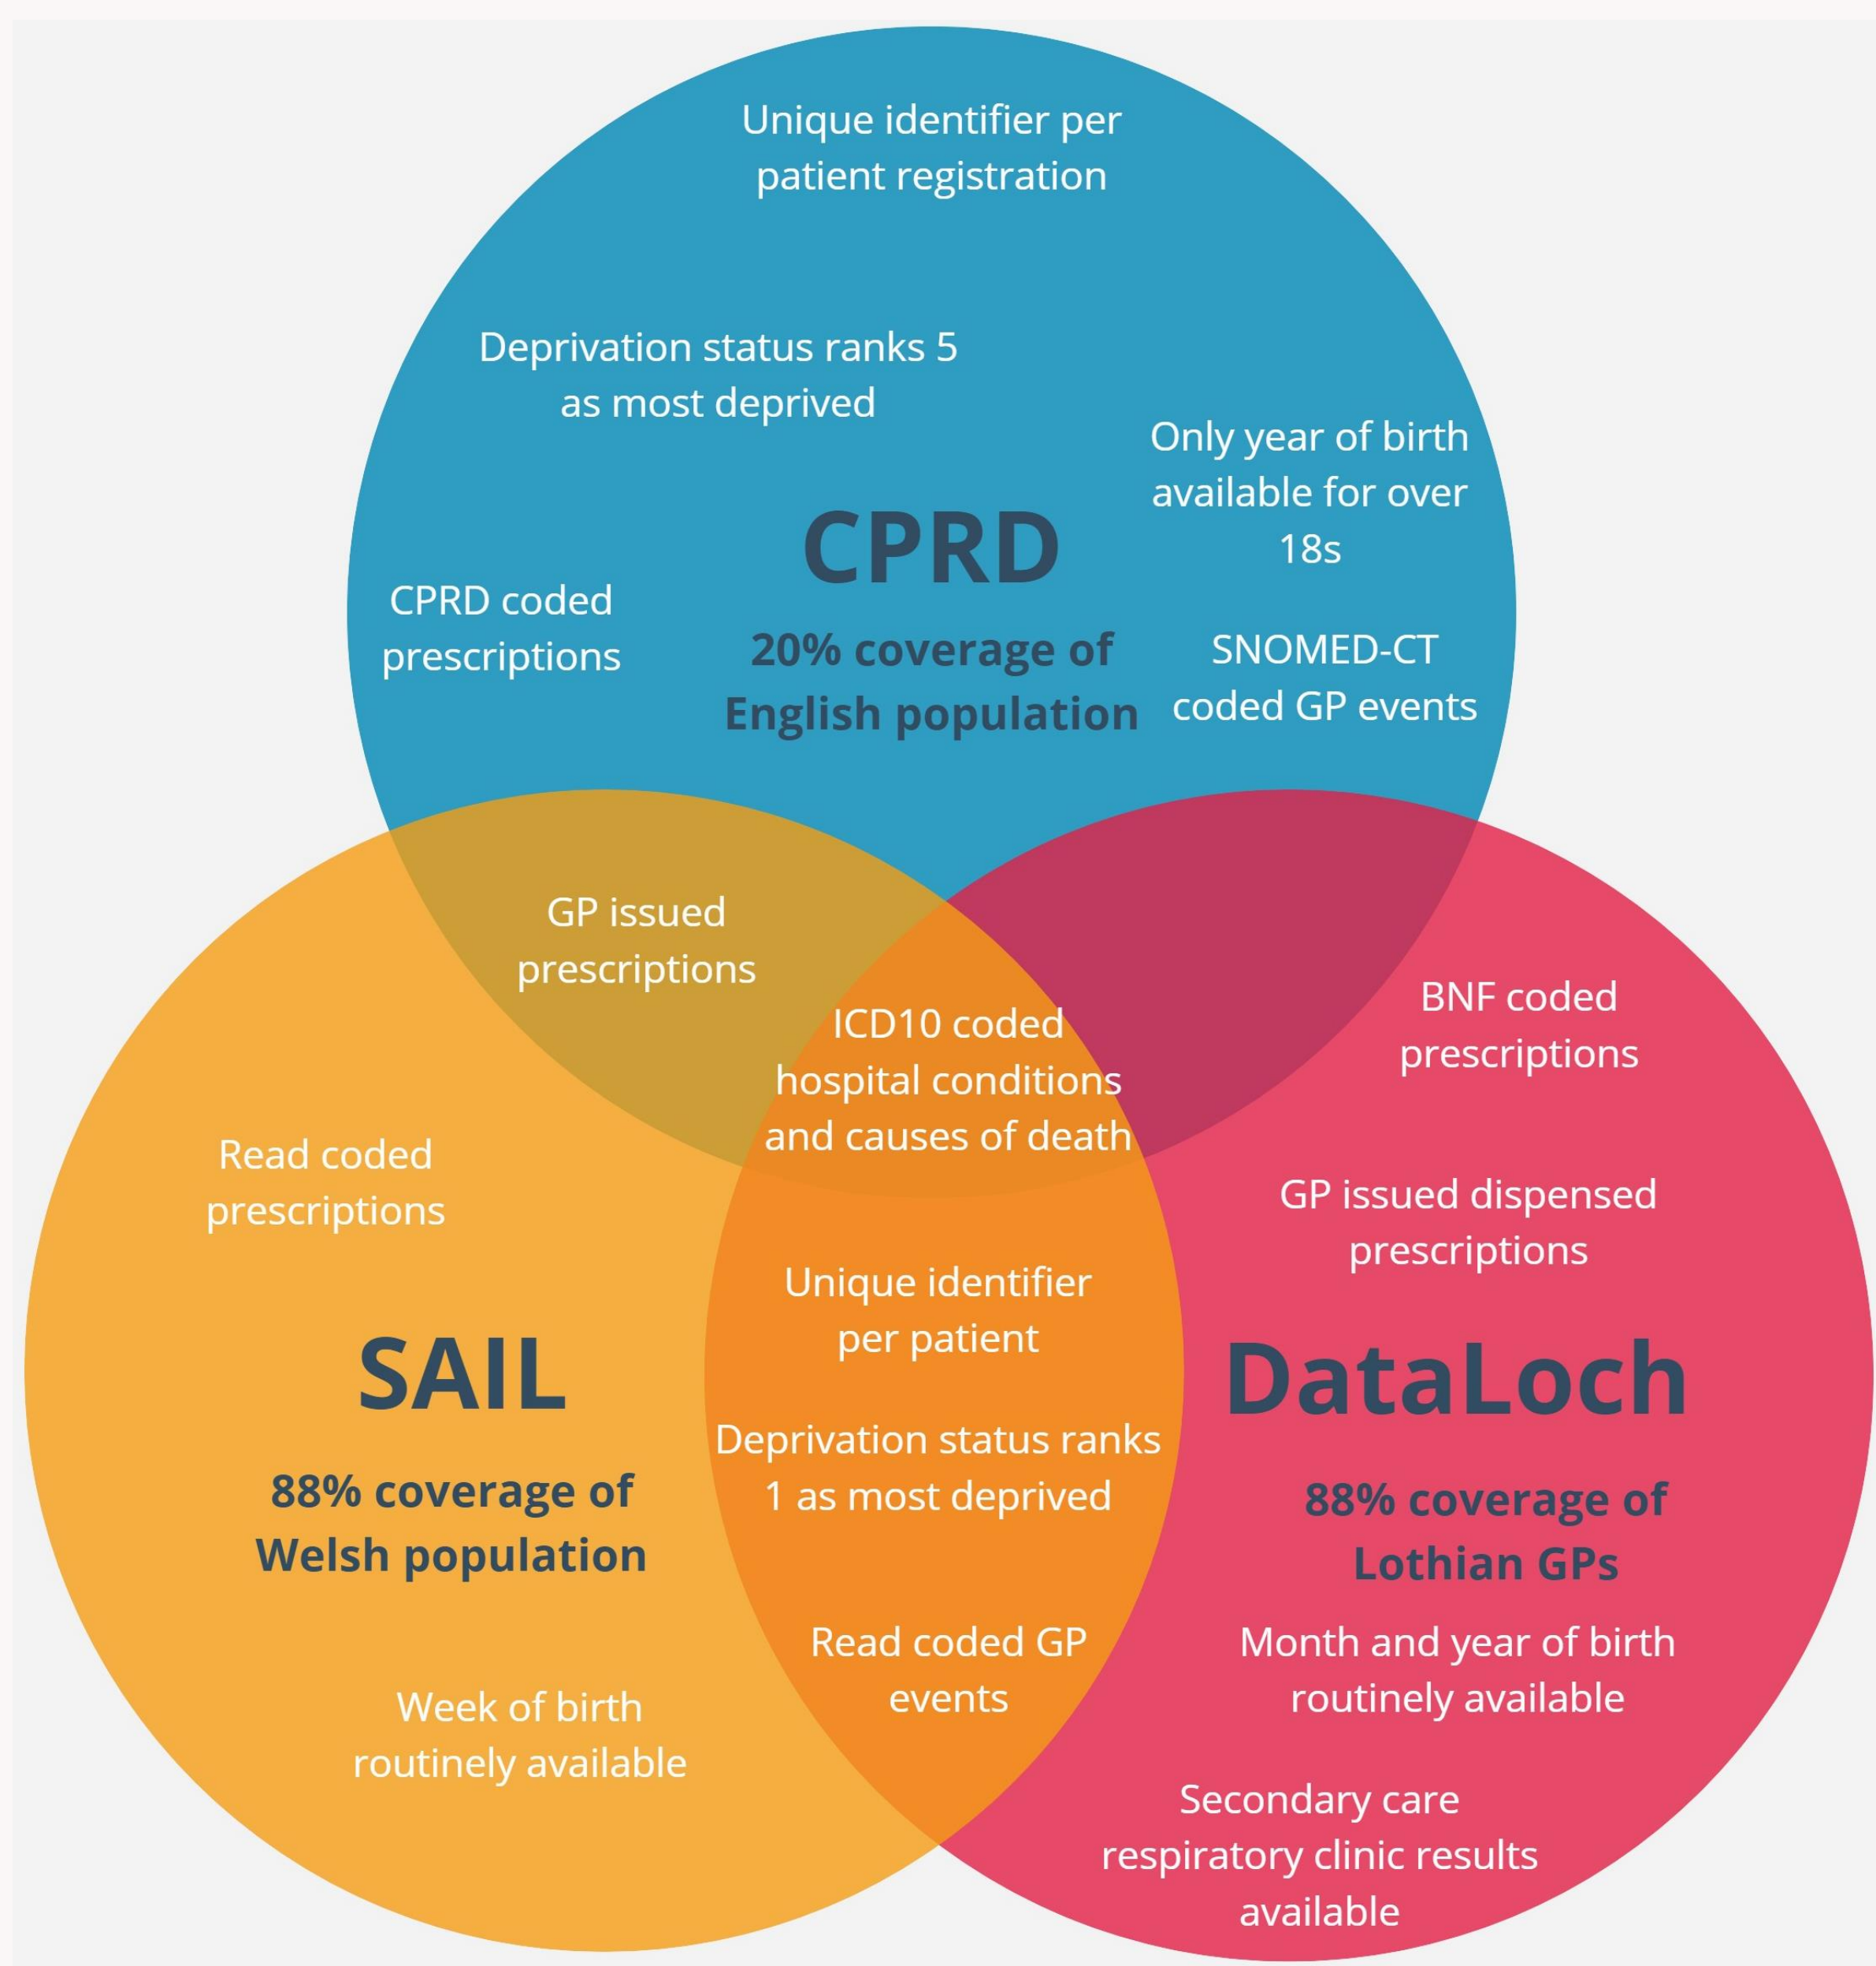 Unique identifier per
patient registration
Deprivation status ranks 5
as most deprived
Only year of birth
available for over
18s
CPRD
CPRD coded
prescriptions
20% coverage of
English population
SNOMED-CT
coded GP events
GP issued
prescriptions
ICD10 coded
hospital conditions
and causes of death
BNF coded
prescriptions
Read coded
prescriptions
GP issued dispensed
prescriptions
Unique identifier
per patient
SAIL
88% coverage of
Welsh population
Deprivation status ranks
1 as most deprived
DataLoch
88% coverage of
Lothian GPs
Read coded GP
events
Month and year of birth
routinely available
Week of birth
routinely available
Secondary care
respiratory clinic results
available